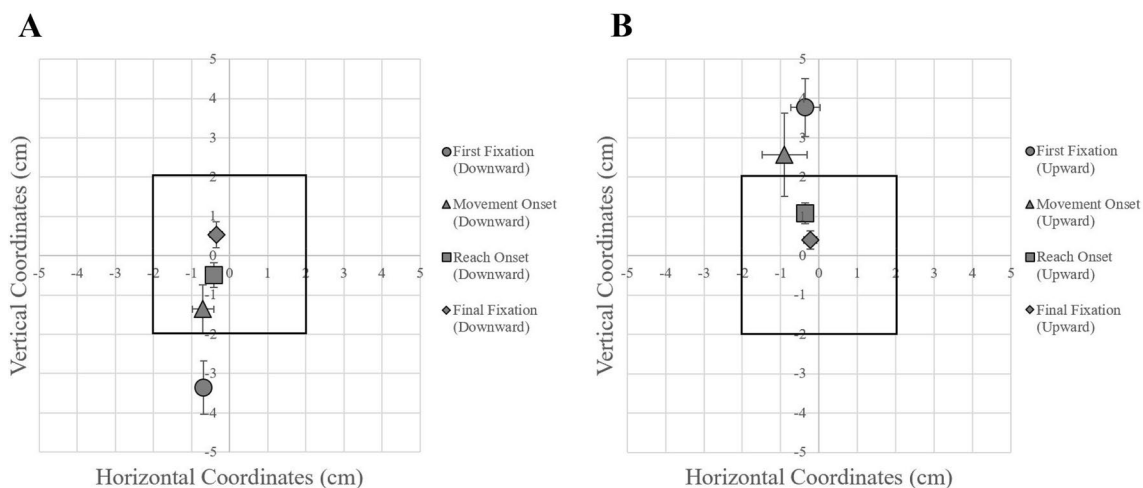 A
B
5
4
3
2
1
0
-1
-2
-3
-4
-5
-5 -4 -3 -2 -1 0 1 2 3 4 5
Vertical Coordinates (cm)
Horizontal Coordinates (cm)
First Fixation
(Downward)
Movement Onset
(Downward)
Reach Onset
(Downward)
Final Fixation
(Downward)
5
4
3
2
1
0
-1
-2
-3
-4
-5
-5 -4 -3 -2 -1 0 1 2 3 4 5
Vertical Coordinates (cm)
Horizontal Coordinates (cm)
First Fixation
(Upward)
Movement Onset
(Upward)
Reach Onset
(Upward)
Final Fixation
(Upward)